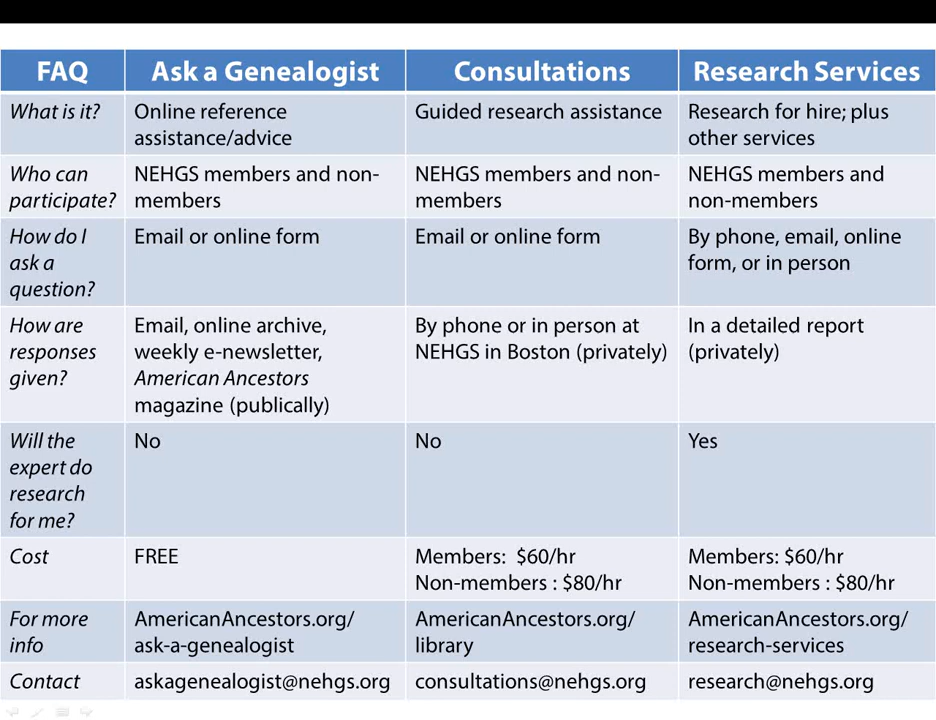 FAQ
Ask a Genealogist
Consultations
Research Services
What is it?
Online reference
assistance/advice
Guided research assistance
Research for hire; plus
other services
Who can
participate?
NEHGS members and non-
members
NEHGS members and non-
members
NEHGS members and
non-members
How do I
ask a
question?
Email or online form
Email or online form
By phone, email, online
form, or in person
How are
responses
given?
Email, online archive,
weekly e-newsletter,
American Ancestors
magazine (publically)
By phone or in person at
NEHGS in Boston (privately)
In a detailed report
(privately)
Will the
expert do
research
for me?
No
No
Yes
Cost
FREE
Members:  $60/hr
Non-members : $80/hr
Members: $60/hr
Non-members : $80/hr
For more
info
AmericanAncestors.org/
ask-a-genealogist
AmericanAncestors.org/
library
AmericanAncestors.org/
research-services
Contact
askagenealogist@nehgs.org
consultations@nehgs.org
research@nehgs.org